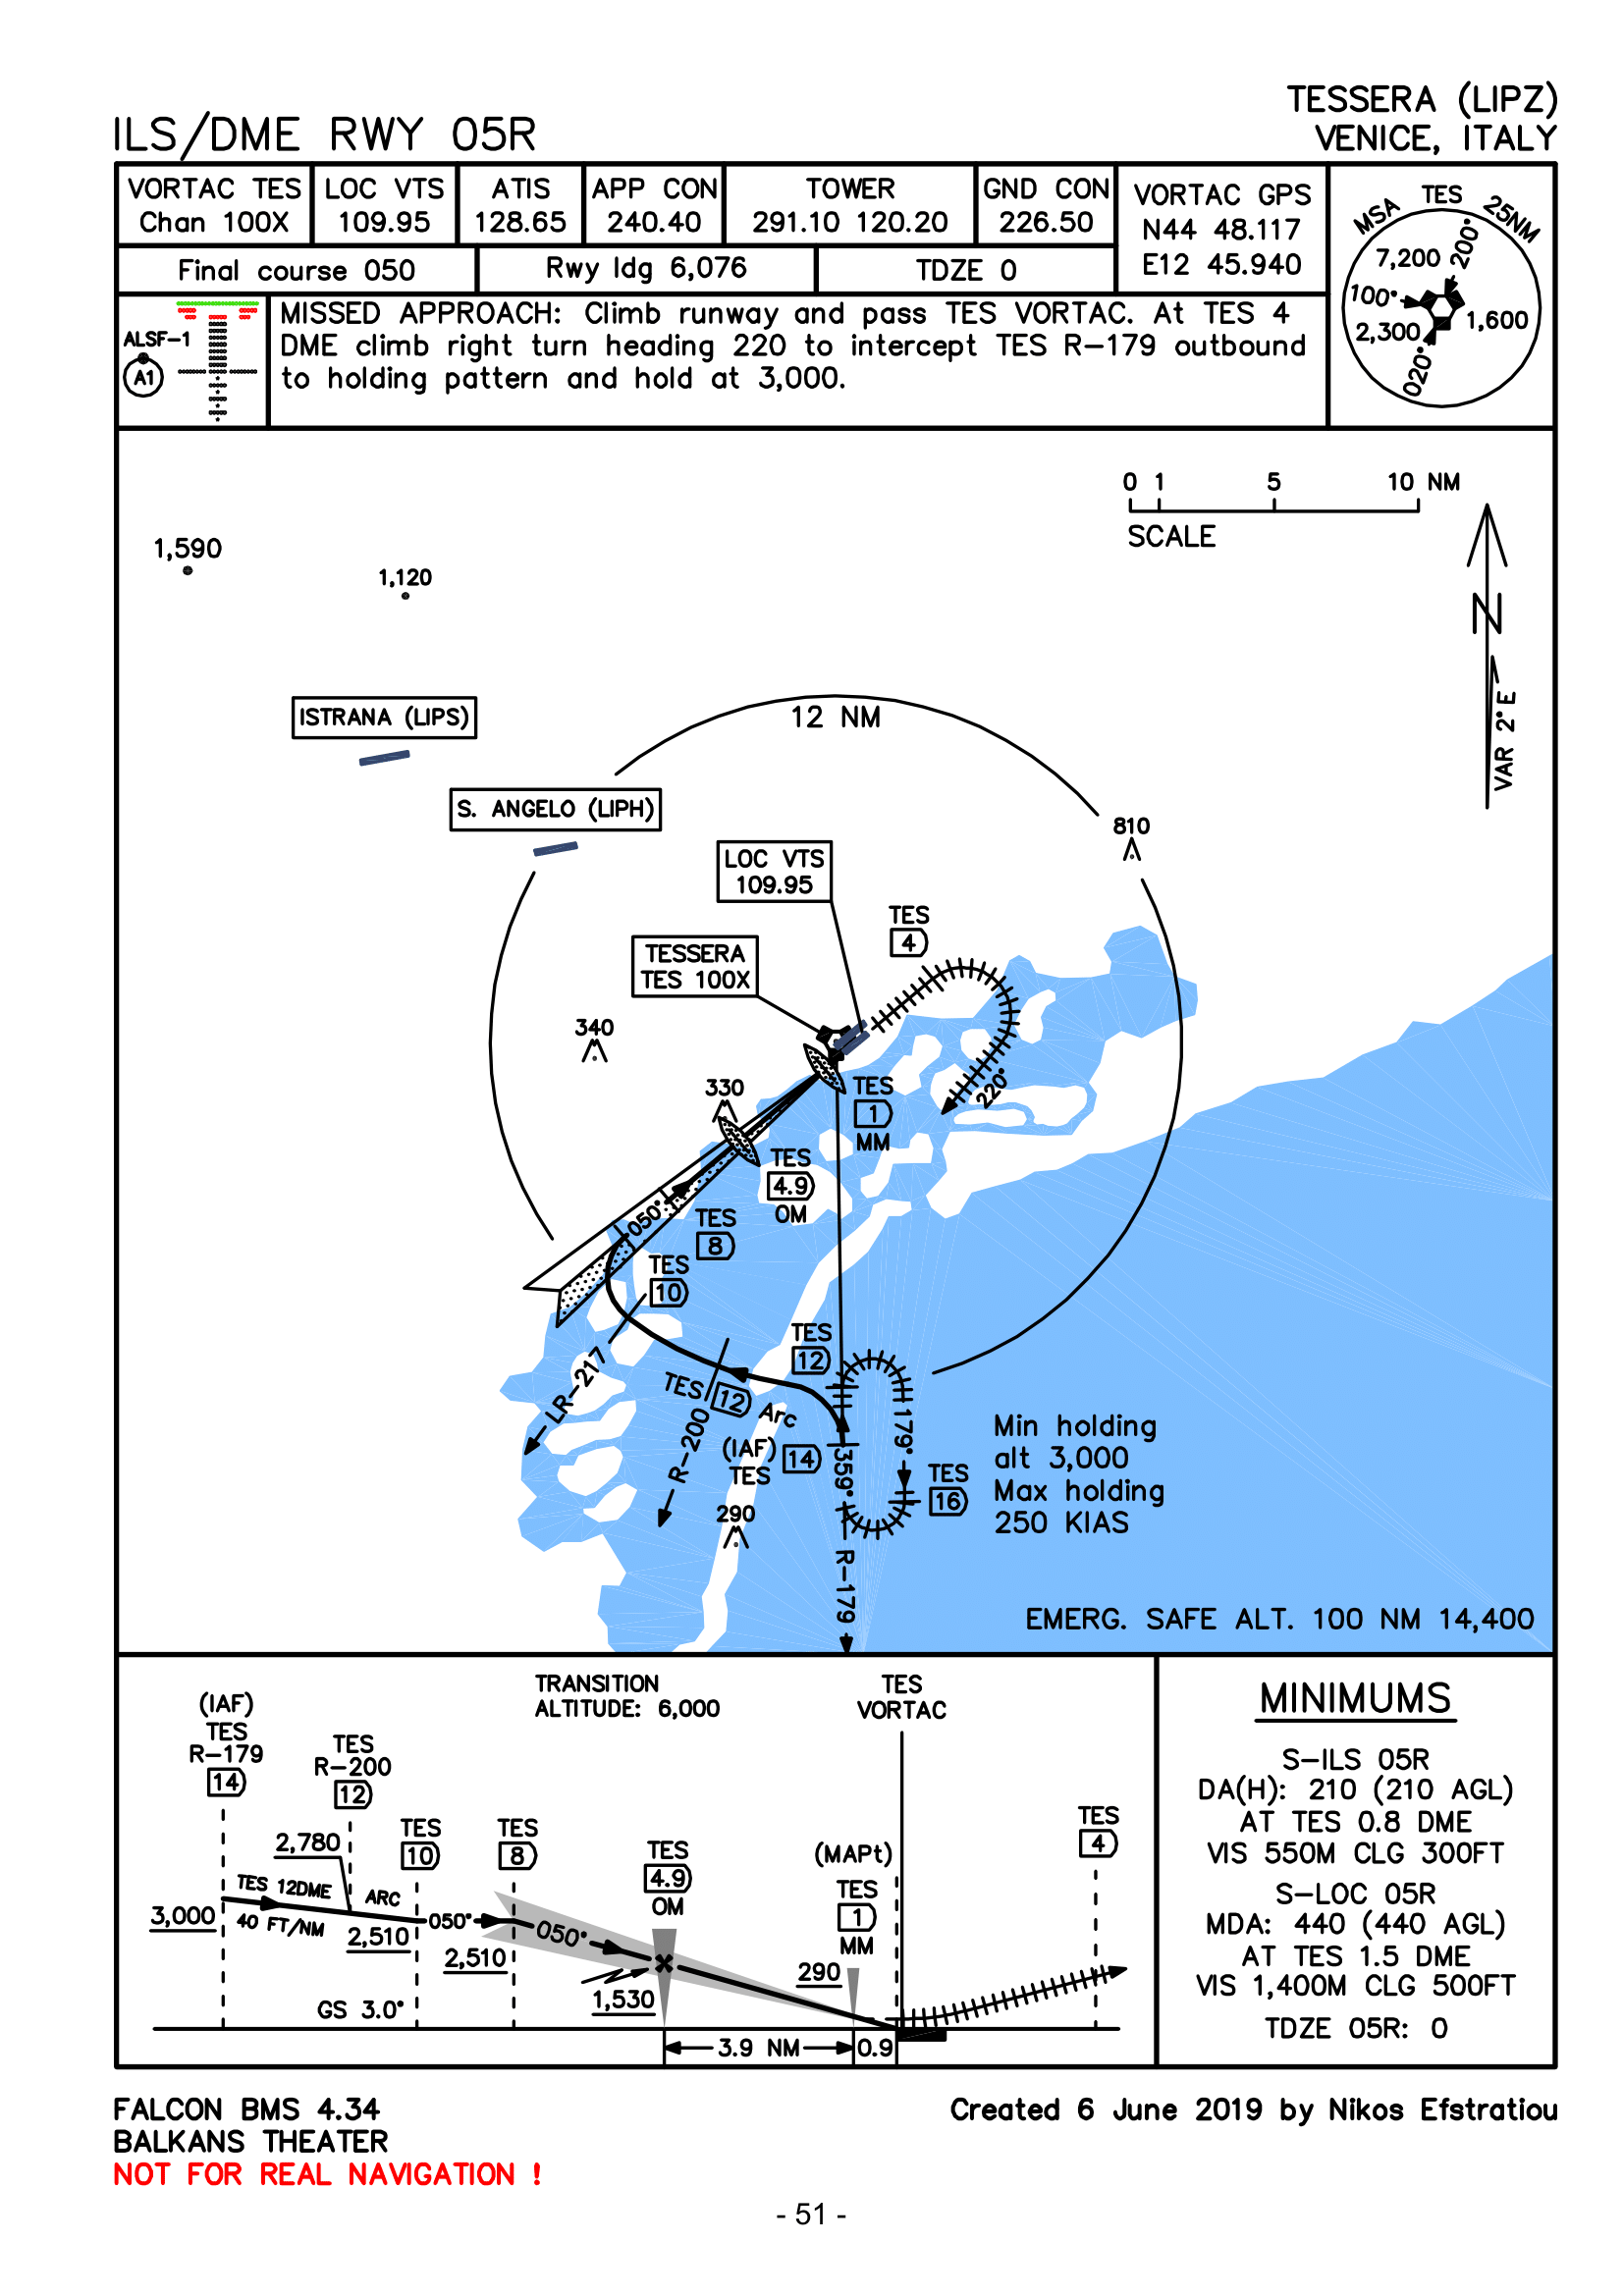 ILS/DME RWY 05R
TESSERA (LIPZ)
VENICE, ITALY
VORTAC TES
Chan 100X
LOC VTS
109.95
ATIS
128.65
APP CON
240.40
TOWER
291.10 120.20
GND CON
226.50
VORTAC GPS
N44 48.117
E12 45.940
Final course 050
Rwy ldg 6,076
TDZE 0
MSA TES 25NM
7,200
200°
100°
1,600
2,300
020°
ALSF-1
A1
MISSED APPROACH: Climb runway and pass TES VORTAC. At TES 4
DME climb right turn heading 220 to intercept TES R-179 outbound
to holding pattern and hold at 3,000.
0 1 5 10 NM
SCALE
N
VAR 2°E
1,590
1,120
ISTRANA (LIPS)
12 NM
S. ANGELO (LIPH)
810
LOC VTS
109.95
TES
4
TESSERA
TES 100X
340
330
TES
1
MM
220°
TES
4.9
OM
050°
TES
8
TES
10
TES
12
LR-217
TES 12 Arc
R-200
(IAF)
TES
14
359°
179°
TES
16
290
R-179
Min holding
alt 3,000
Max holding
250 KIAS
EMERG. SAFE ALT. 100 NM 14,400
TRANSITION
ALTITUDE: 6,000
TES
VORTAC
(IAF)
TES
R-179
14
TES
R-200
12
2,780
TES
10
TES
8
TES
4.9
OM
(MAPt)
TES
1
MM
TES
4
TES 12DME ARC
40 FT/NM
3,000
2,510
050°
2,510
050°
1,530
290
GS 3.0°
3.9 NM
0.9
MINIMUMS
S-ILS 05R
DA(H): 210 (210 AGL)
AT TES 0.8 DME
VIS 550M CLG 300FT
S-LOC 05R
MDA: 440 (440 AGL)
AT TES 1.5 DME
VIS 1,400M CLG 500FT
TDZE 05R: 0
FALCON BMS 4.34
BALKANS THEATER
NOT FOR REAL NAVIGATION !
Created 6 June 2019 by Nikos Efstratiou
- 51 -